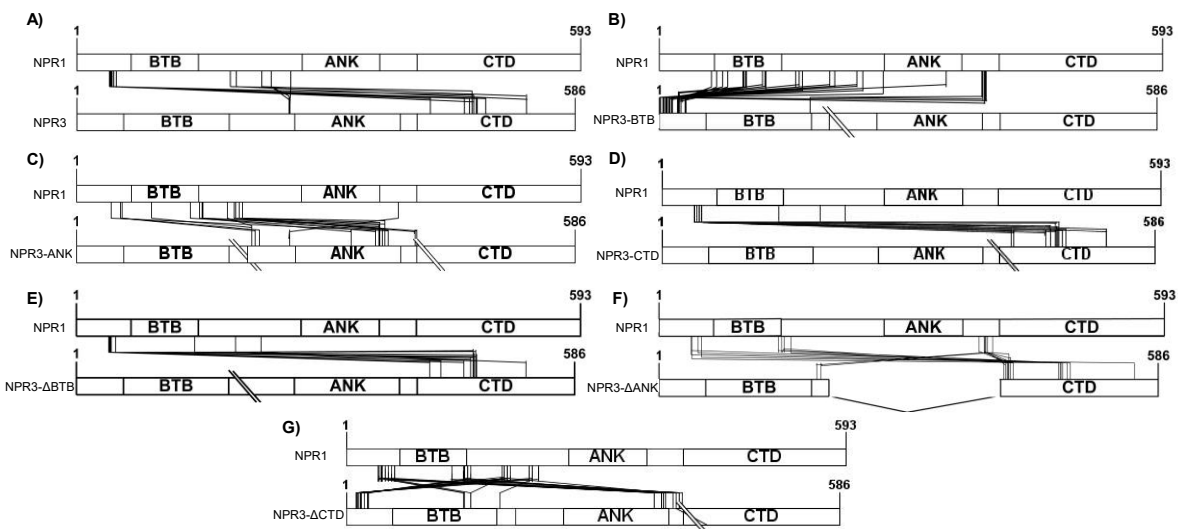 A)
1 593
NPR1 BTB ANK CTD
1 586
NPR3 BTB ANK CTD
B)
1 593
NPR1 BTB ANK CTD
1 586
NPR3-BTB BTB ANK CTD
C)
1 593
NPR1 BTB ANK CTD
1 586
NPR3-ANK BTB ANK CTD
D)
1 593
NPR1 BTB ANK CTD
1 586
NPR3-CTD BTB ANK CTD
E)
1 593
NPR1 BTB ANK CTD
1 586
NPR3-ΔBTB BTB ANK CTD
F)
1 593
NPR1 BTB ANK CTD
1 586
NPR3-ΔANK BTB CTD
G)
1 593
NPR1 BTB ANK CTD
1 586
NPR3-ΔCTD BTB ANK CTD